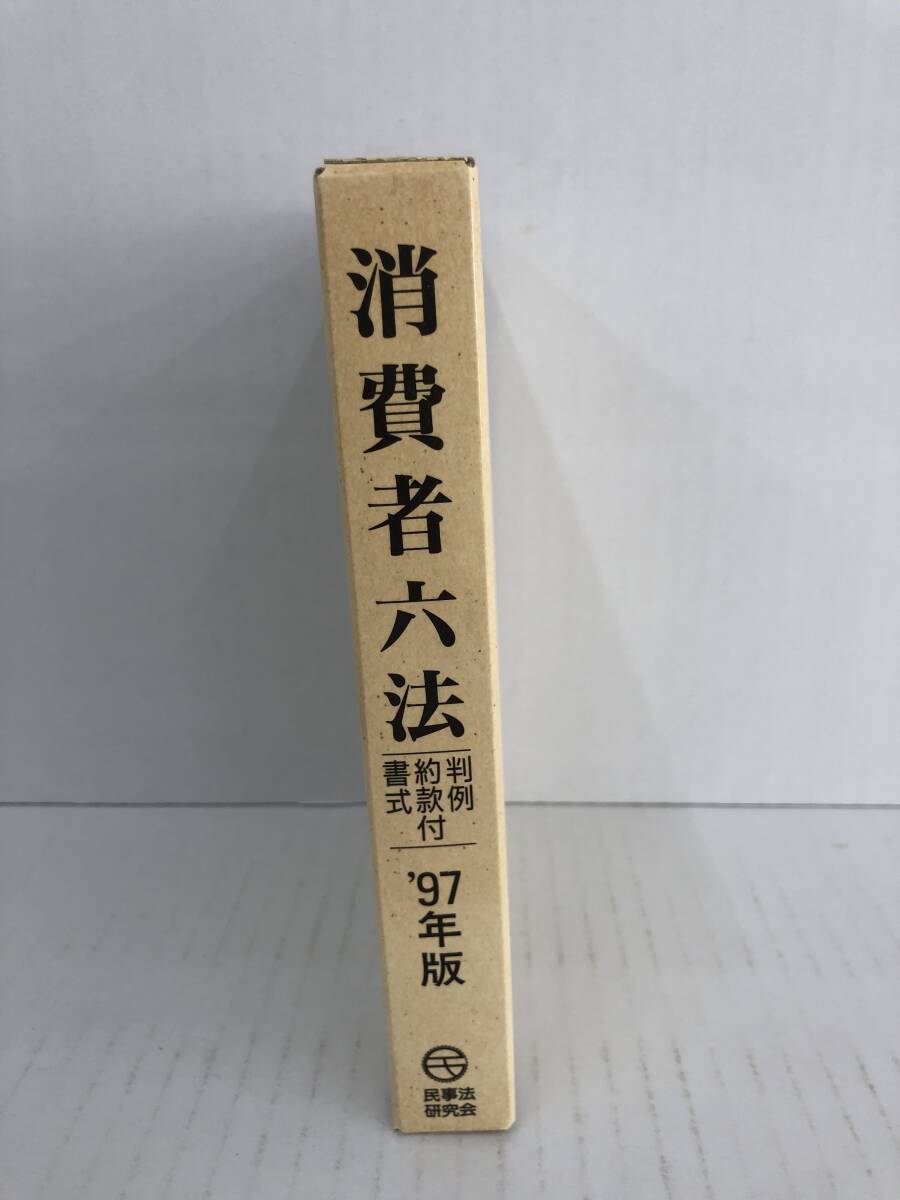 消費者六法
判例
約款付
書式
'97年版
民事法
研究会